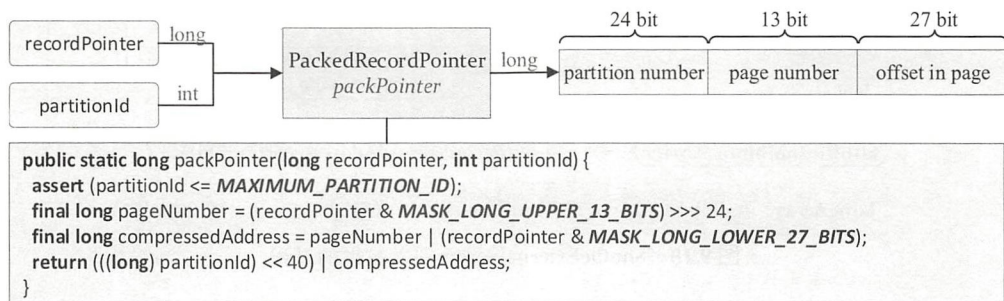 24 bit 13 bit 27 bit
recordPointer
long
partitionId
int
PackedRecordPointer
packPointer
long
partition number page number offset in page
public static long packPointer(long recordPointer, int partitionId) {
assert (partitionId <= MAXIMUM_PARTITION_ID);
final long pageNumber = (recordPointer & MASK_LONG_UPPER_13_BITS) >>> 24;
final long compressedAddress = pageNumber | (recordPointer & MASK_LONG_LOWER_27_BITS);
return (((long) partitionId) << 40) | compressedAddress;
}